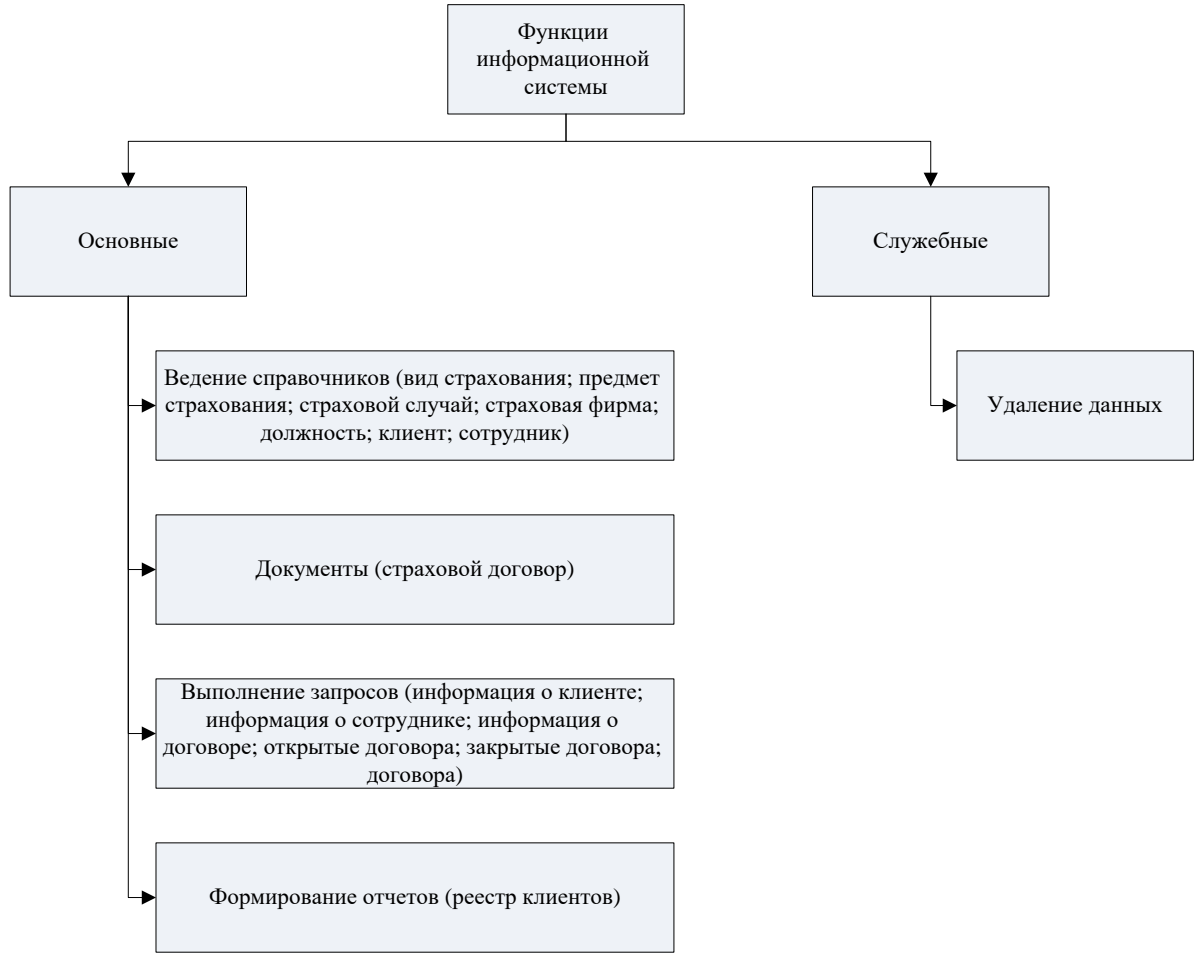 Функции
информационной
системы
Основные
Служебные
Ведение справочников (вид страхования; предмет
страхования; страховой случай; страховая фирма;
должность; клиент; сотрудник)
Удаление данных
Документы (страховой договор)
Выполнение запросов (информация о клиенте;
информация о сотруднике; информация о
договоре; открытые договора; закрытые договора;
договора)
Формирование отчетов (реестр клиентов)